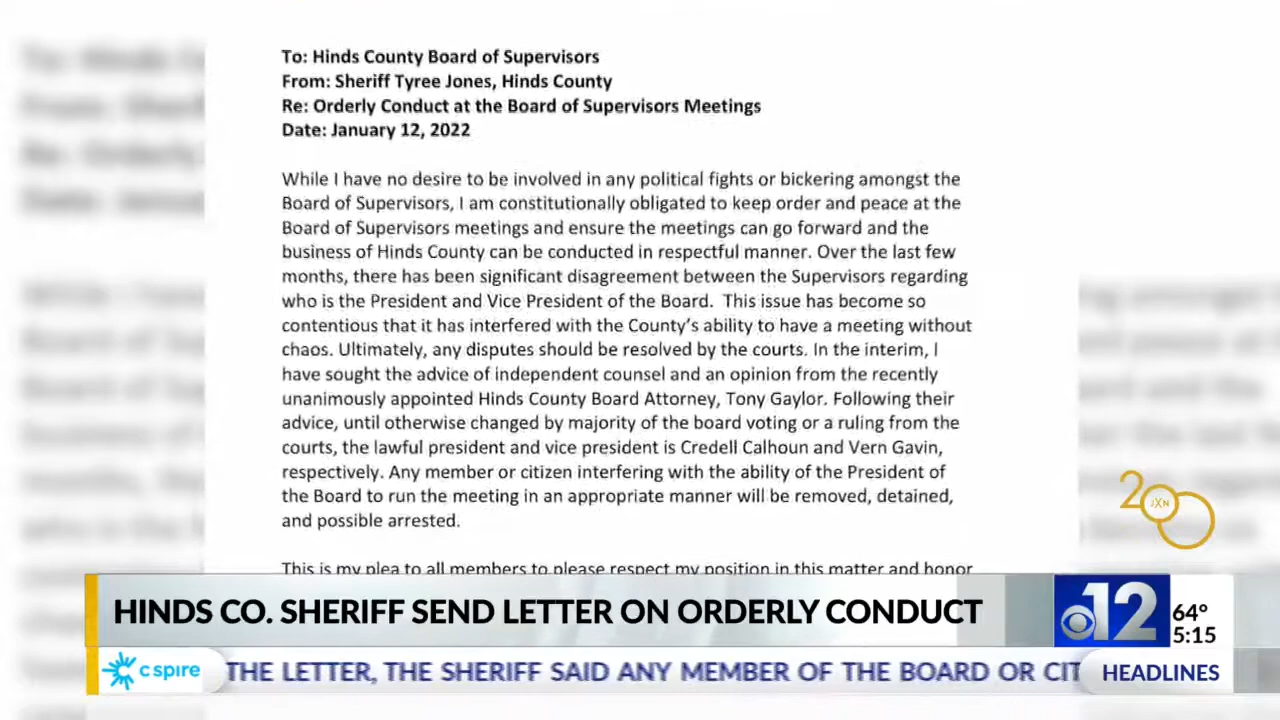 To: Hinds County Board of Supervisors
From: Sheriff Tyree Jones, Hinds County
Re: Orderly Conduct at the Board of Supervisors Meetings
Date: January 12, 2022
While I have no desire to be involved in any political fights or bickering amongst the
Board of Supervisors, I am constitutionally obligated to keep order and peace at the
Board of Supervisors meetings and ensure the meetings can go forward and the
business of Hinds County can be conducted in respectful manner. Over the last few
months, there has been significant disagreement between the Supervisors regarding
who is the President and Vice President of the Board. This issue has become so
contentious that it has interfered with the County's ability to have a meeting without
chaos. Ultimately, any disputes should be resolved by the courts. In the interim, I
have sought the advice of independent counsel and an opinion from the recently
unanimously appointed Hinds County Board Attorney, Tony Gaylor. Following their
advice, until otherwise changed by majority of the board voting or a ruling from the
courts, the lawful president and vice president is Credell Calhoun and Vern Gavin,
respectively. Any member or citizen interfering with the ability of the President of
the Board to run the meeting in an appropriate manner will be removed, detained,
and possible arrested.
This is my plea to all members to please respect my position in this matter and honor
200
JXN
HINDS CO. SHERIFF SEND LETTER ON ORDERLY CONDUCT
12
64°
5:15
c spire
THE LETTER, THE SHERIFF SAID ANY MEMBER OF THE BOARD OR CIT
HEADLINES